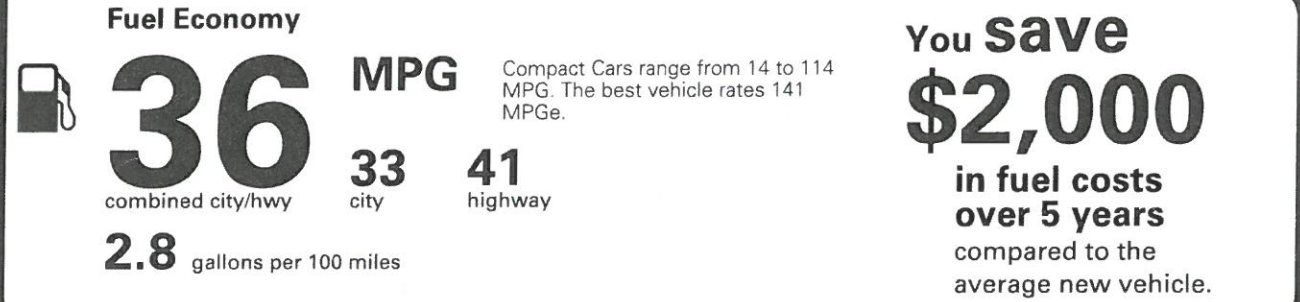 Fuel Economy
36 MPG
combined city/hwy
Compact Cars range from 14 to 114
MPG. The best vehicle rates 141
MPGe.
33
city
41
highway
2.8 gallons per 100 miles
You save
$2,000
in fuel costs
over 5 years
compared to the
average new vehicle.